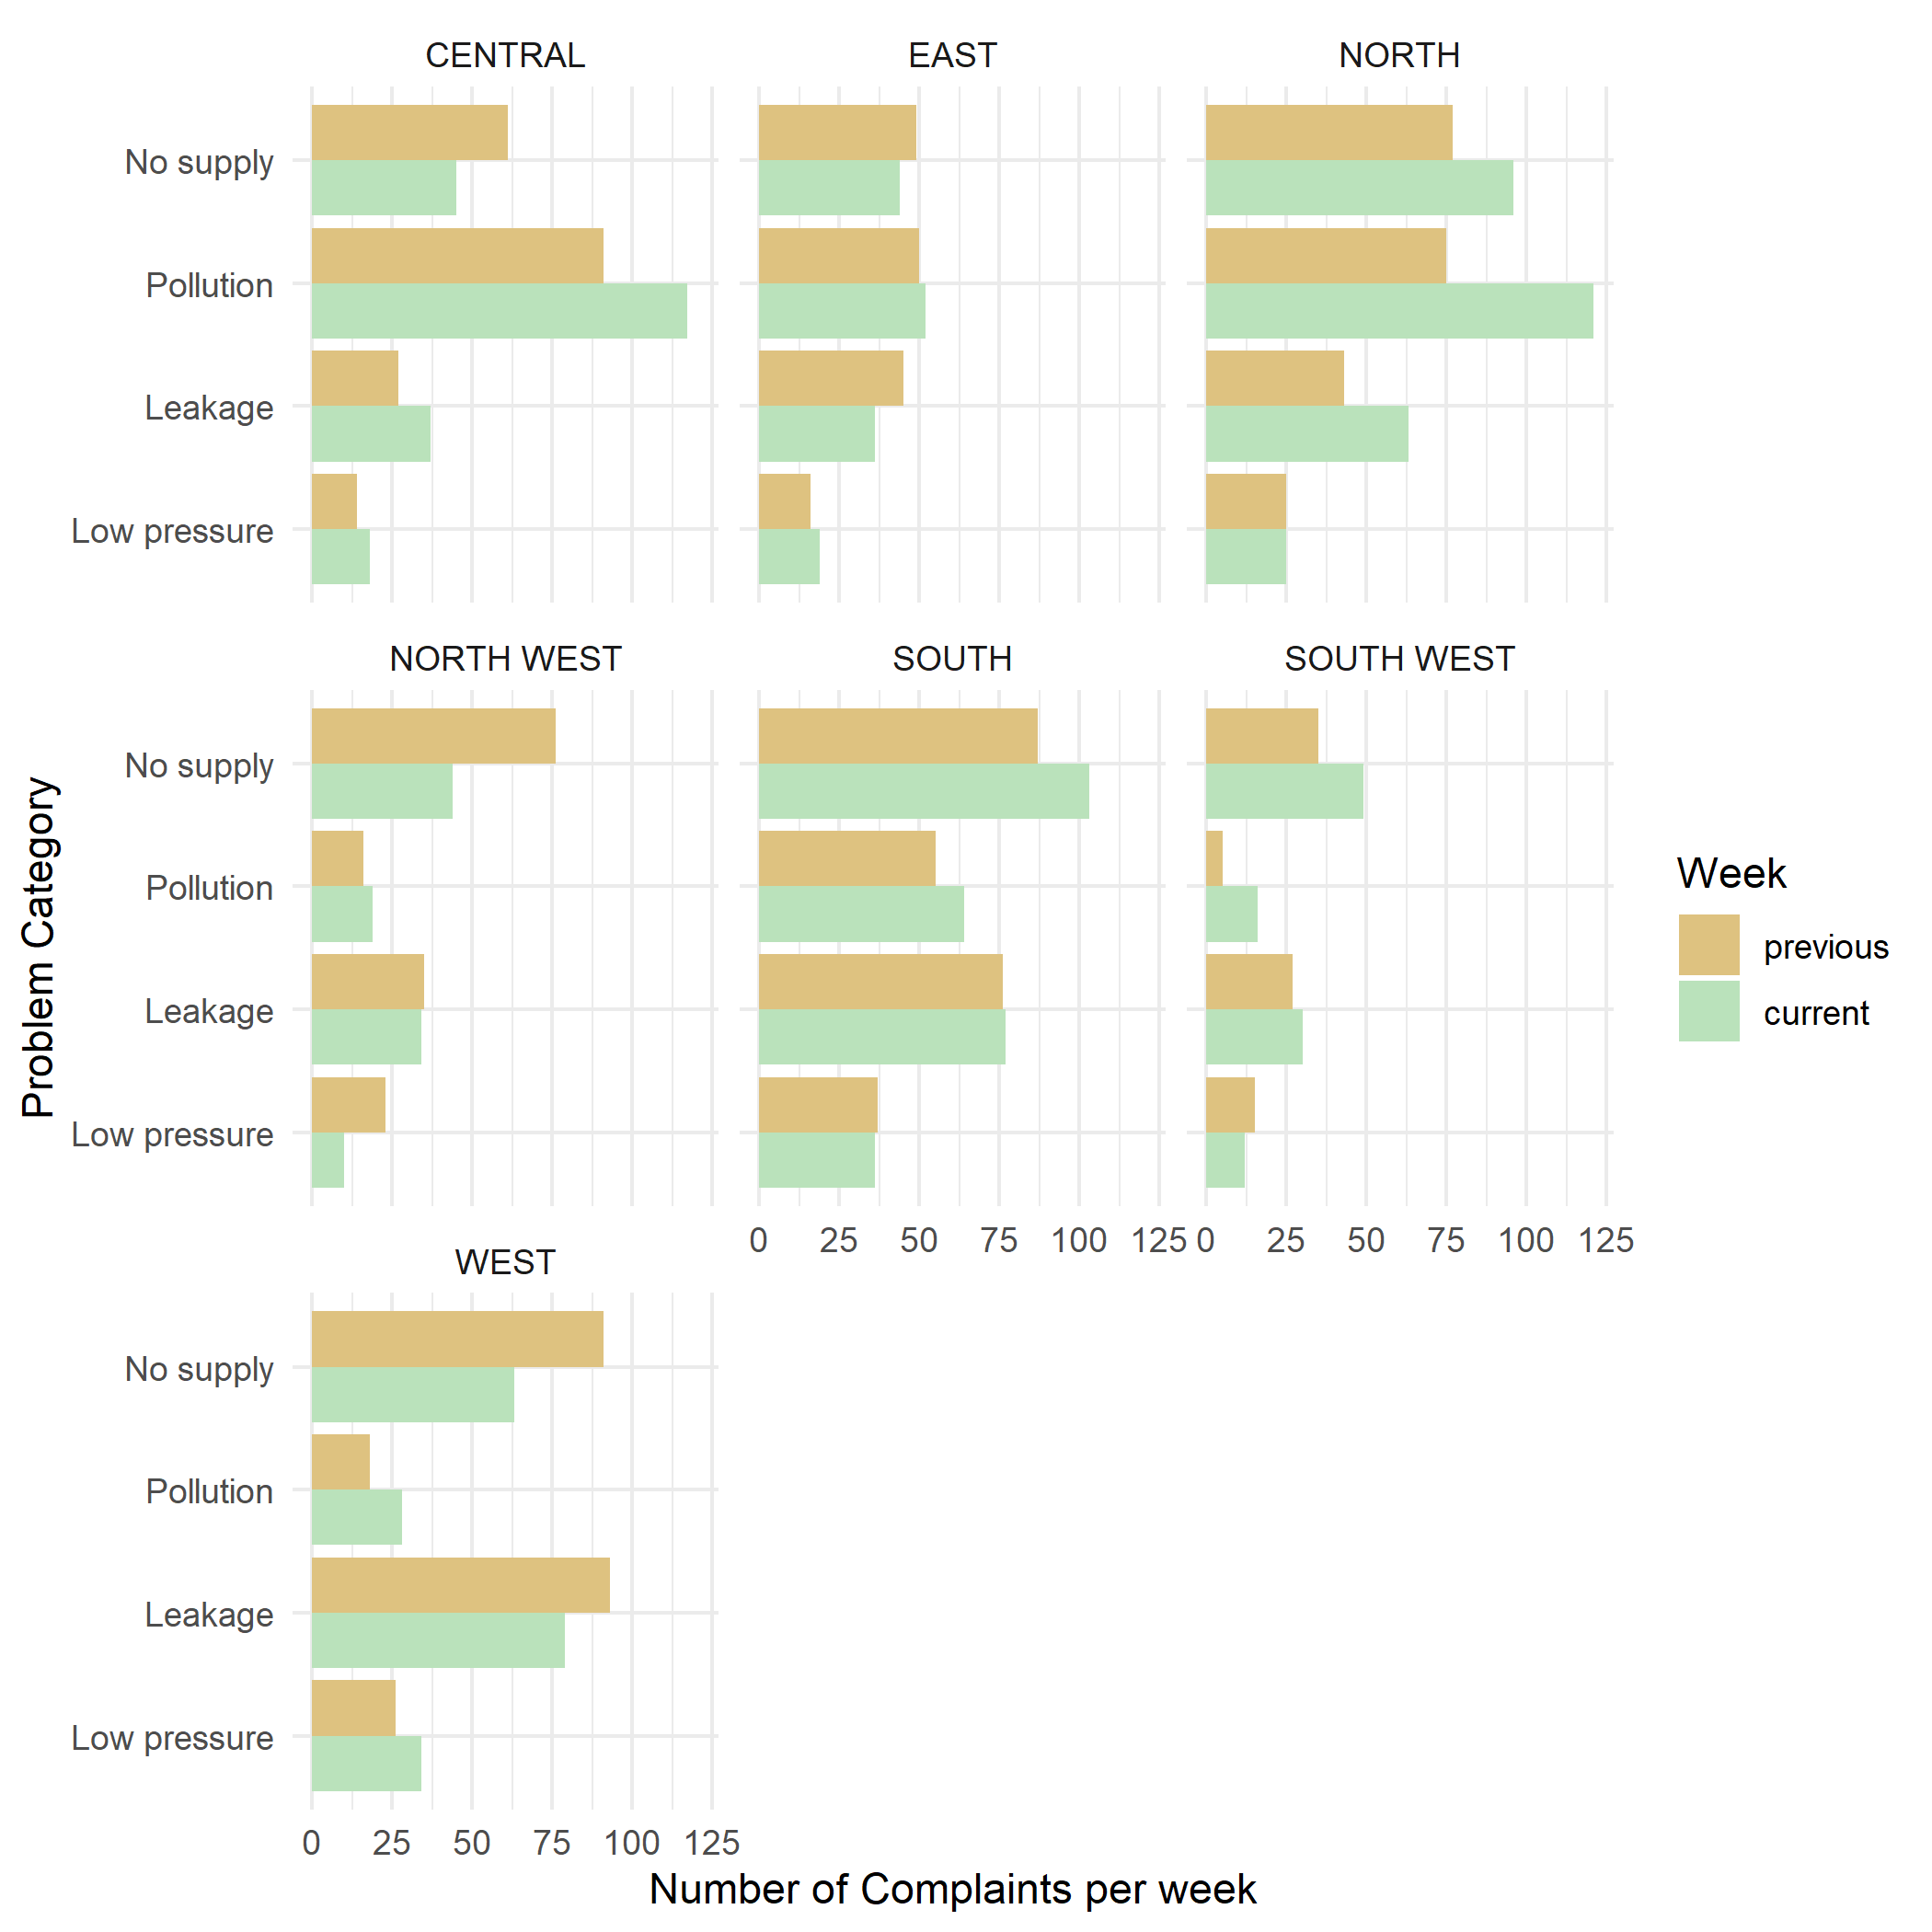 CENTRAL EAST NORTH
No supply
Pollution
Leakage
Low pressure
NORTH WEST SOUTH SOUTH WEST
No supply
Pollution
Leakage
Low pressure
0 25 50 75 100 125 0 25 50 75 100 125
WEST
No supply
Pollution
Leakage
Low pressure
0 25 50 75 100 125
Number of Complaints per week
Problem Category
Week
previous
current